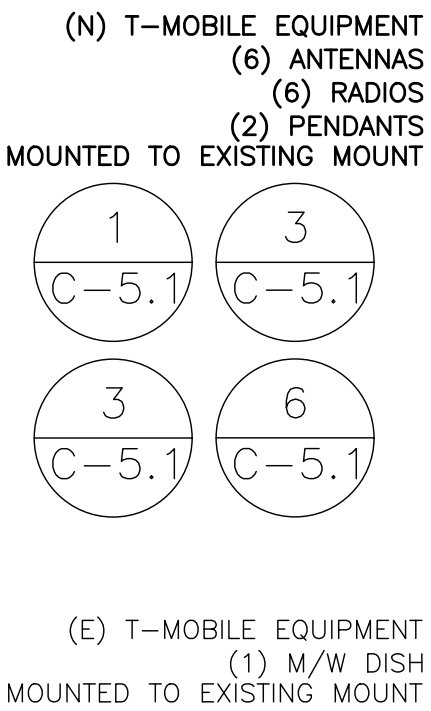 (N) T-MOBILE EQUIPMENT
(6) ANTENNAS
(6) RADIOS
(2) PENDANTS
MOUNTED TO EXISTING MOUNT
1 3
C-5.1 C-5.1
3 6
C-5.1 C-5.1
(E) T-MOBILE EQUIPMENT
(1) M/W DISH
MOUNTED TO EXISTING MOUNT